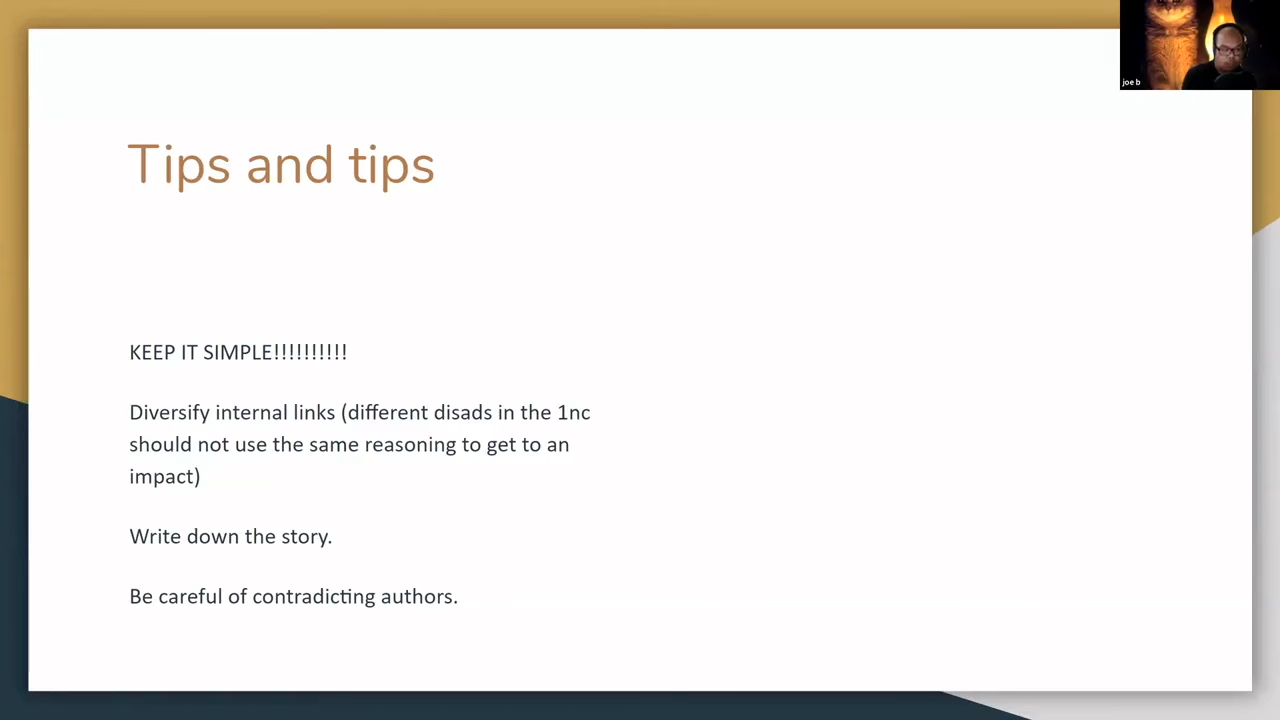 joe b
Tips and tips
KEEP IT SIMPLE!!!!!!!!!!
Diversify internal links (different disads in the 1nc
should not use the same reasoning to get to an
impact)
Write down the story.
Be careful of contradicting authors.